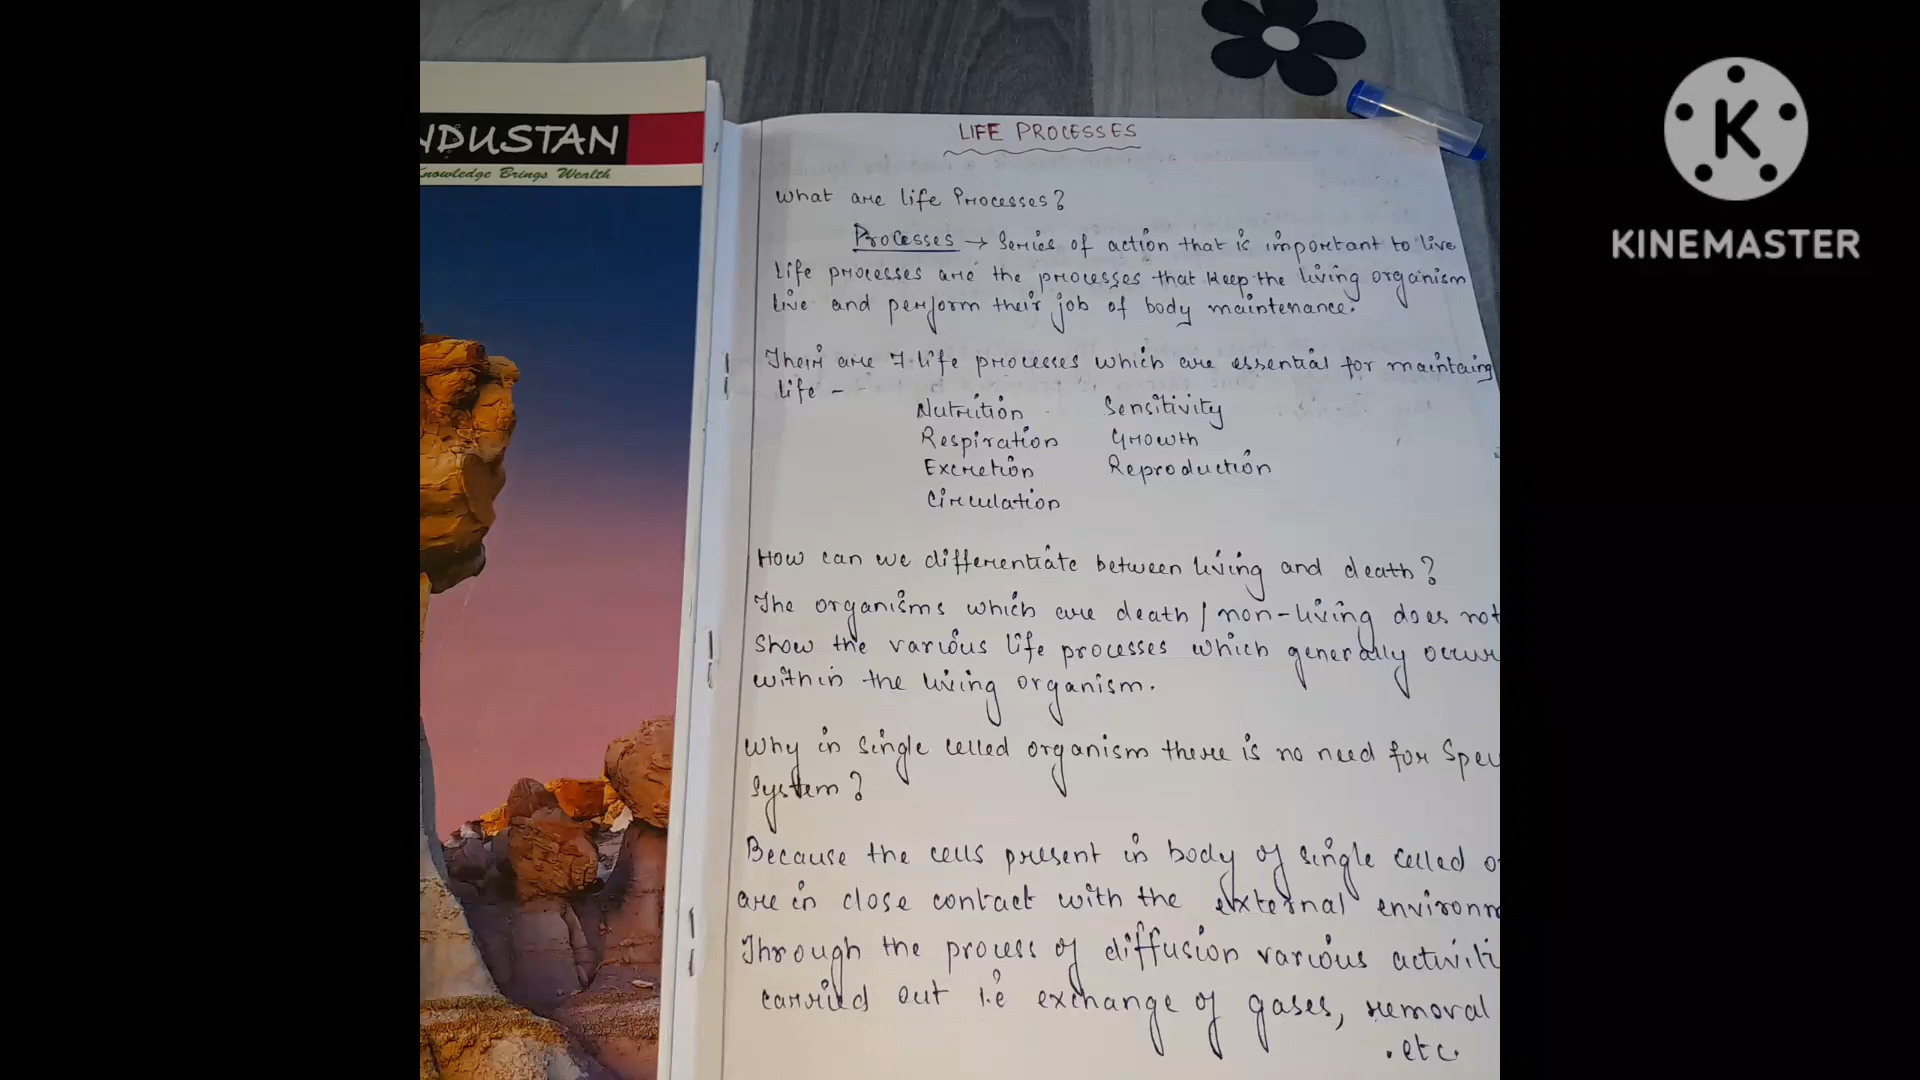 NDUSTAN
Knowledge Brings Wealth
LIFE PROCESSES
What are life Processes?
Processes → Series of action that is important to live
Life processes are the processes that keep the living organism
live and perform their job of body maintenance.
Their are 7 life processes which are essential for maintaing
life -
Nutrition Sensitivity
Respiration Growth
Excretion Reproduction
Circulation
How can we differentiate between living and death?
The organisms which are death / non-living does not
show the various life processes which generally occur
within the living organism.
Why in single celled organism there is no need for
system?
Because the cells present in body of single celled
are in close contact with the external environm
Through the process of diffusion various activiti
carried out i.e exchange of gases, removal
etc.
K
KINEMASTER